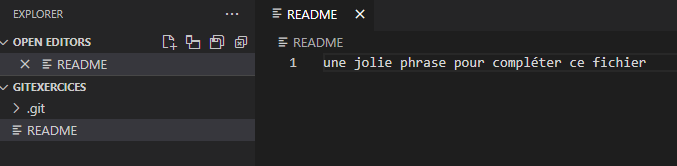 EXPLORER
...
OPEN EDITORS
README
GITEXERCICES
.git
README
README
README
1 une jolie phrase pour compléter ce fichier